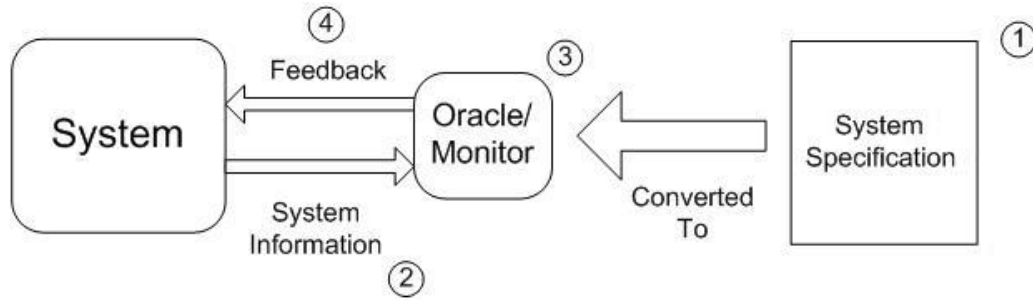 4
Feedback
System
Oracle/
Monitor
3
System
Information
2
Converted
To
1
System
Specification